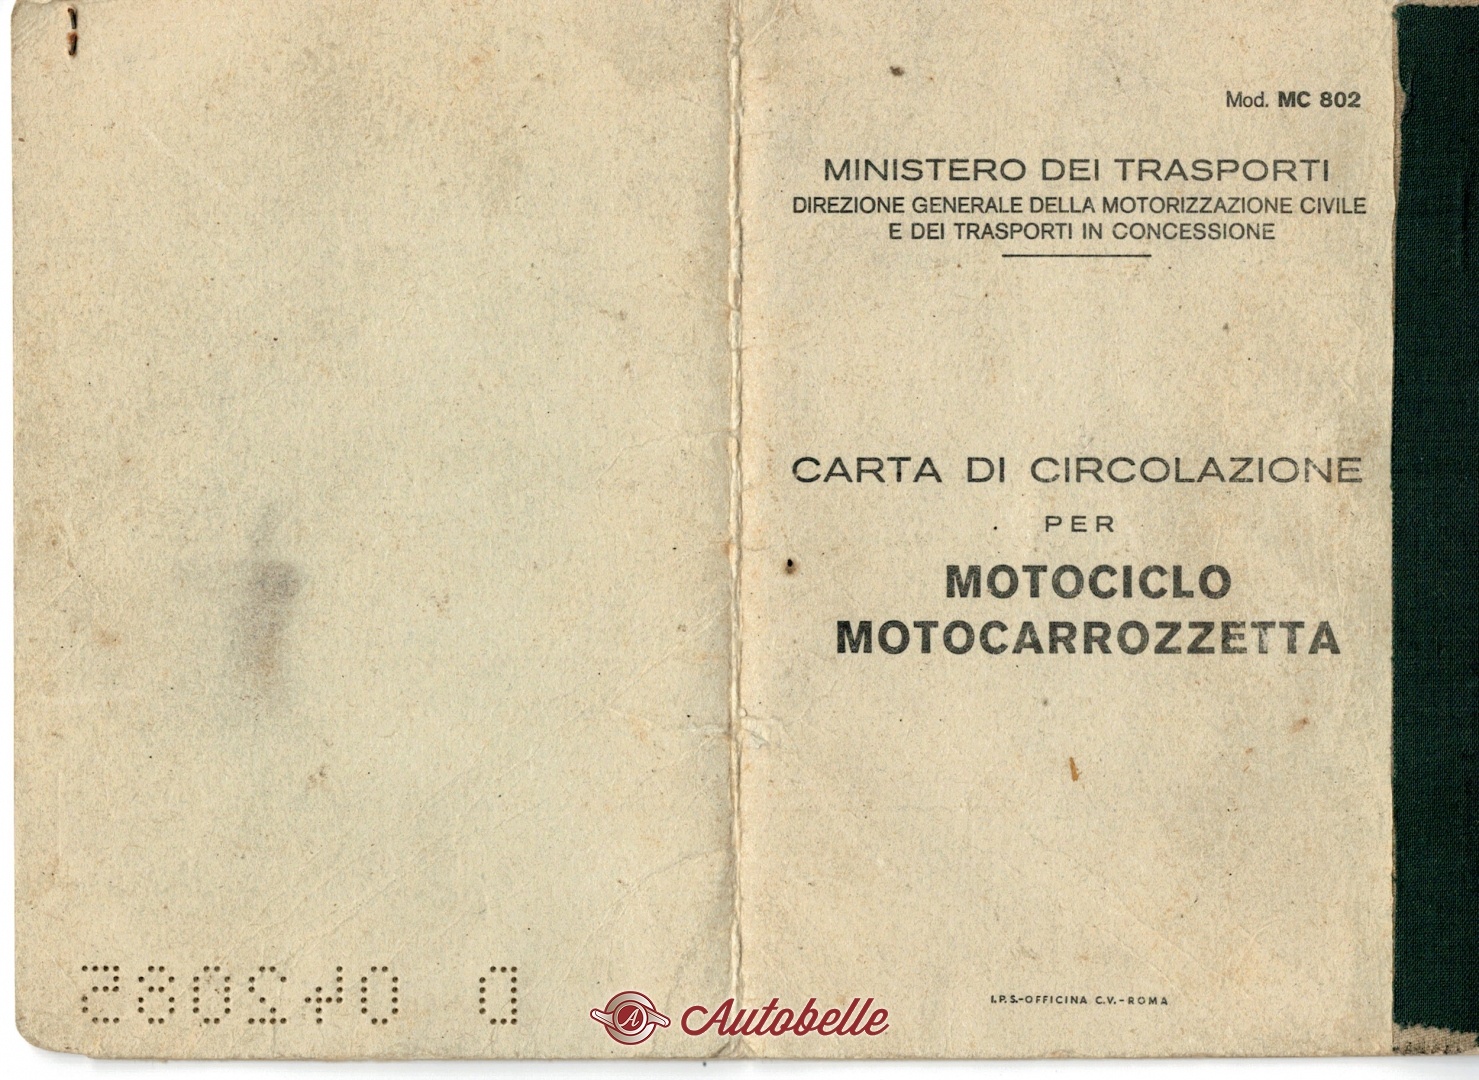 Mod. MC 802
MINISTERO DEI TRASPORTI
DIREZIONE GENERALE DELLA MOTORIZZAZIONE CIVILE
E DEI TRASPORTI IN CONCESSIONE
CARTA DI CIRCOLAZIONE
PER
MOTOCICLO
MOTOCARROZZETTA
I.P.S.-OFFICINA C.V.-ROMA
A Autobelle